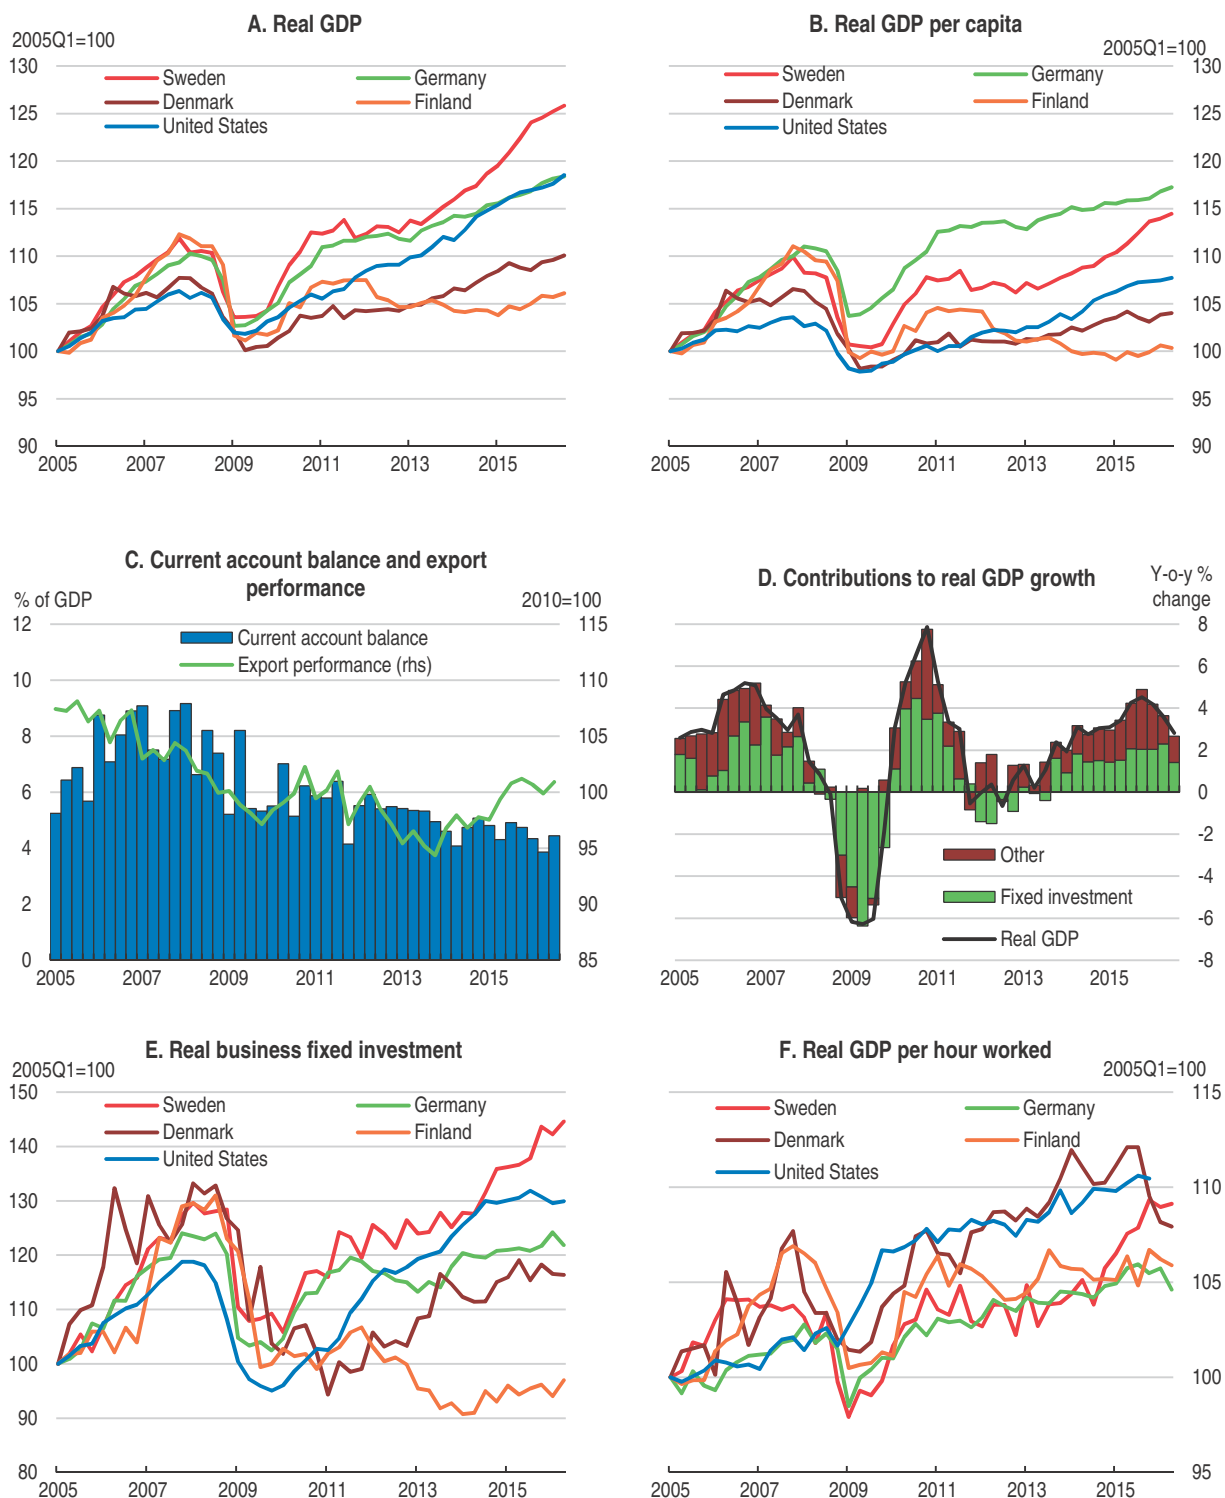 A. Real GDP
2005Q1=100
130
125
120
115
110
105
100
95
90
Sweden
Germany
Denmark
Finland
United States
2005 2007 2009 2011 2013 2015
B. Real GDP per capita
2005Q1=100
130
125
120
115
110
105
100
95
90
Sweden
Germany
Denmark
Finland
United States
2005 2007 2009 2011 2013 2015
C. Current account balance and export
performance
% of GDP
2010=100
12
10
8
6
4
2
0
115
110
105
100
95
90
85
Current account balance
Export performance (rhs)
2005 2007 2009 2011 2013 2015
D. Contributions to real GDP growth
Y-o-y %
change
8
6
4
2
0
-2
-4
-6
-8
Other
Fixed investment
Real GDP
2005 2007 2009 2011 2013 2015
E. Real business fixed investment
2005Q1=100
150
140
130
120
110
100
90
80
Sweden
Germany
Denmark
Finland
United States
2005 2007 2009 2011 2013 2015
F. Real GDP per hour worked
2005Q1=100
115
110
105
100
95
Sweden
Germany
Denmark
Finland
United States
2005 2007 2009 2011 2013 2015